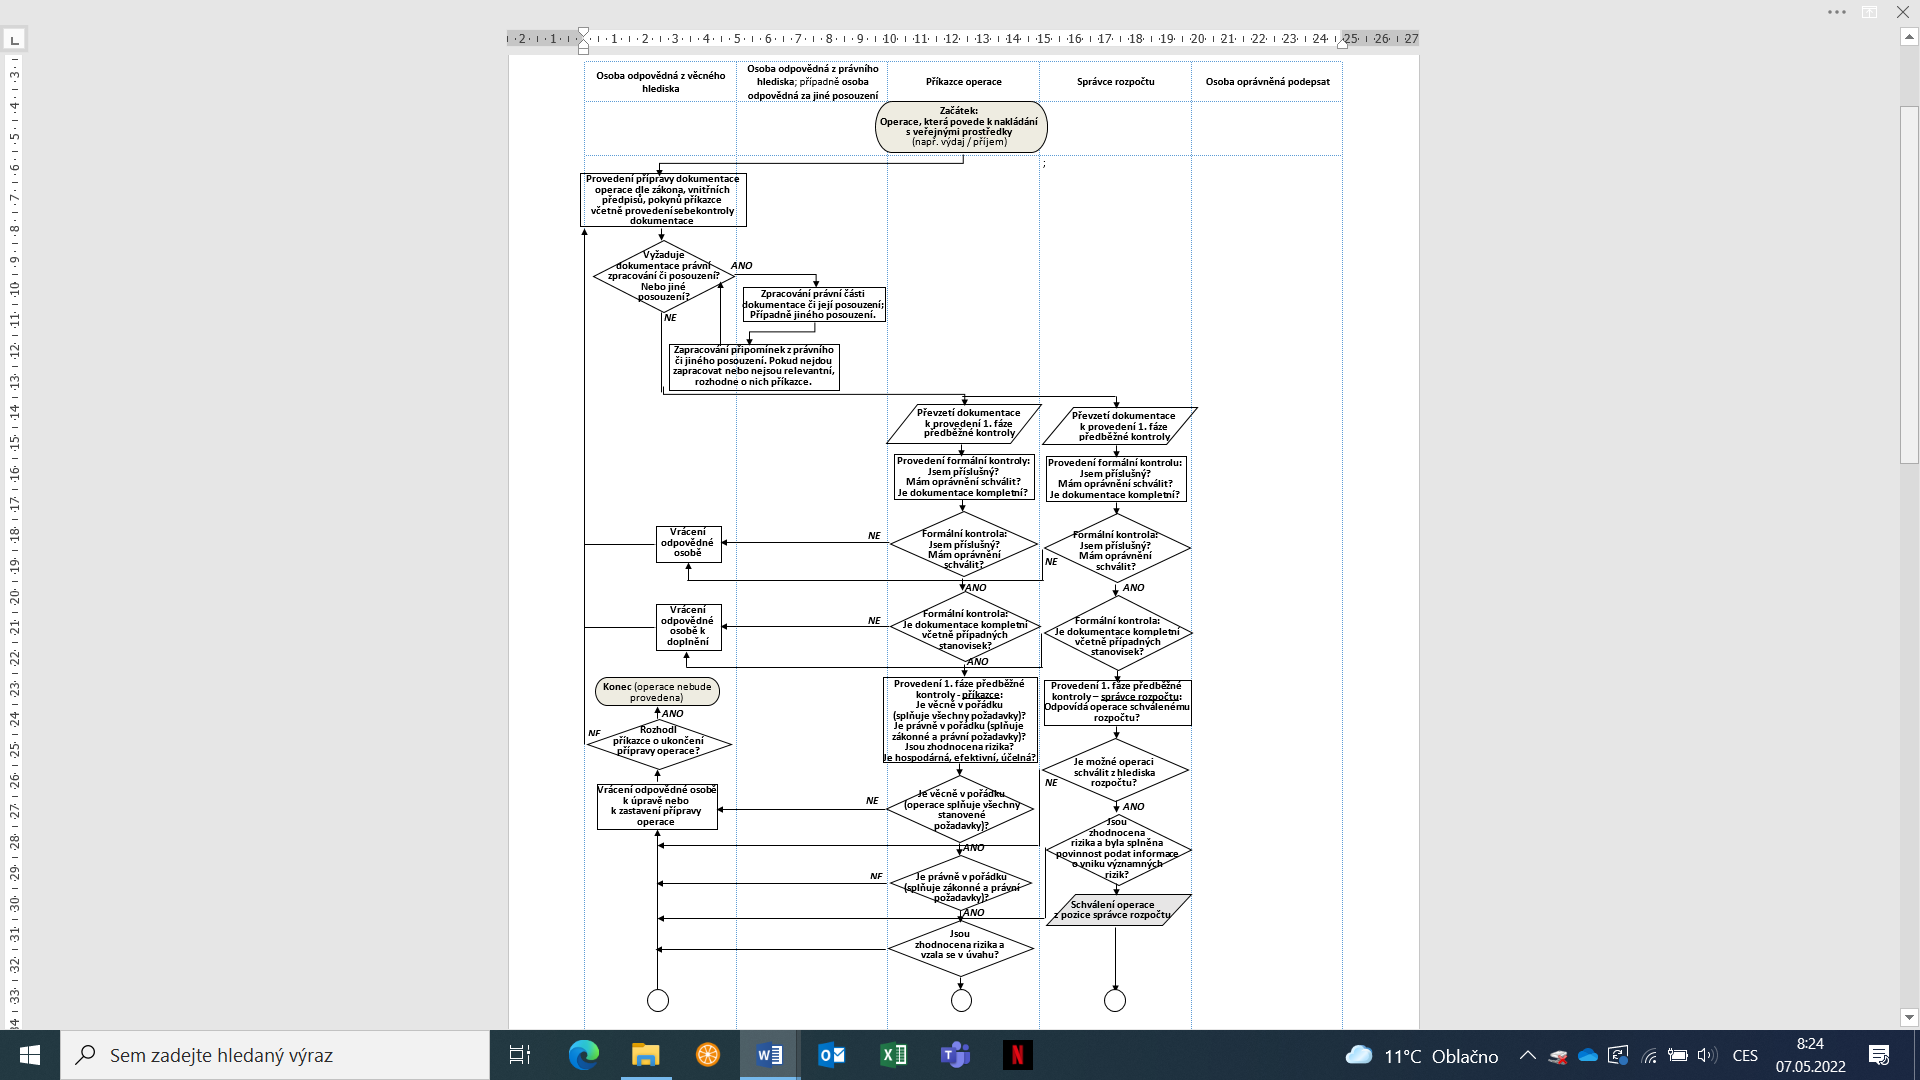 Osoba odpovědná z věcného
hlediska
Osoba odpovědná z právního
hlediska; případně osoba
odpovědná za jiné posouzení
Příkazce operace
Správce rozpočtu
Osoba oprávněná podepsat
Začátek:
Operace, která povede k nakládání
s veřejnými prostředky
(např. výdaj / příjem)
;
Provedení přípravy dokumentace
operace dle zákona, vnitřních
předpisů, pokynů příkazce
včetně provedení sebekontroly
dokumentace
Vyžaduje
dokumentace právní
zpracování či posouzení?
Nebo jiné
posouzení?
ANO
NE
Zpracování právní části
dokumentace či její posouzení;
Případně jiného posouzení.
Zapracování připomínek z právního
či jiného posouzení. Pokud nejdou
zapracovat nebo nejsou relevantní,
rozhodne o nich příkazce.
Převzetí dokumentace
k provedení 1. fáze
předběžné kontroly
Převzetí dokumentace
k provedení 1. fáze
předběžné kontroly
Provedení formální kontroly:
Jsem příslušný?
Mám oprávnění schválit?
Je dokumentace kompletní?
Provedení formální kontrolu:
Jsem příslušný?
Mám oprávnění schválit?
Je dokumentace kompletní?
Vrácení
odpovědné
osobě
NE
Formální kontrola:
Jsem příslušný?
Mám oprávnění
schválit?
ANO
Formální kontrola:
Jsem příslušný?
Mám oprávnění
schválit?
NE
ANO
Vrácení
odpovědné
osobě k
doplnění
NE
Formální kontrola:
Je dokumentace kompletní
včetně případných
stanovisek?
ANO
Formální kontrola:
Je dokumentace kompletní
včetně případných
stanovisek?
Konec (operace nebude
provedena)
ANO
NE
Rozhodl
příkazce o ukončení
přípravy operace?
Provedení 1. fáze předběžné
kontroly - příkazce:
Je věcně v pořádku
(splňuje všechny požadavky)?
Je právně v pořádku (splňuje
zákonné a právní požadavky)?
Jsou zhodnocena rizika?
Je hospodárná, efektivní, účelná?
Provedení 1. fáze předběžné
kontroly – správce rozpočtu:
Odpovídá operace schválenému
rozpočtu?
Je možné operaci
schválit z hlediska
rozpočtu?
NE
ANO
Vrácení odpovědné osobě
k úpravě nebo
k zastavení přípravy
operace
NE
Je věcně v pořádku
(operace splňuje všechny
stanovené
požadavky)?
ANO
Jsou
zhodnocena
rizika a byla splněna
povinnost podat informace
o vniku významných
rizik?
NE
Je právně v pořádku
(splňuje zákonné a právní
požadavky)?
ANO
Schválení operace
z pozice správce rozpočtu
Jsou
zhodnocena rizika a
vzala se v úvahu?
Sem zadejte hledaný výraz
11°C Oblačno
CES
8:24
07.05.2022